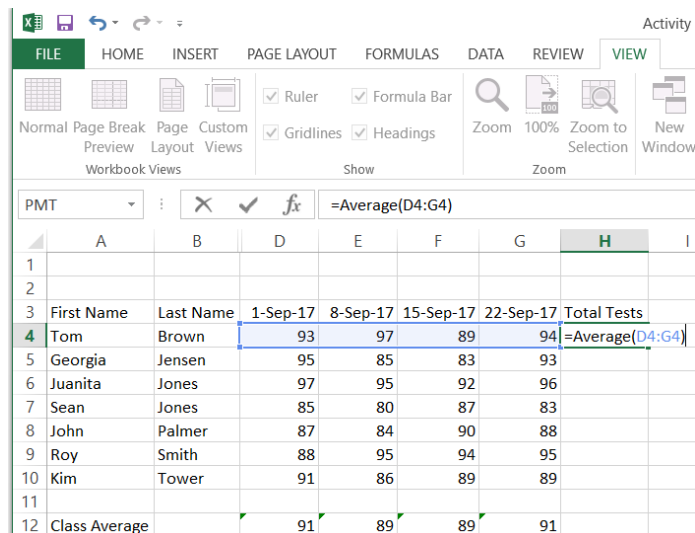 Activity
FILE HOME INSERT PAGE LAYOUT FORMULAS DATA REVIEW VIEW
Normal Page Break Preview Page Layout Custom Views
Workbook Views
Ruler Formula Bar
Gridlines Headings
Show
Zoom 100% Zoom to Selection
Zoom
New Window
PMT fx =Average(D4:G4)
A B D E F G H I
1
2
3 First Name Last Name 1-Sep-17 8-Sep-17 15-Sep-17 22-Sep-17 Total Tests
4 Tom Brown 93 97 89 94 =Average(D4:G4)
5 Georgia Jensen 95 85 83 93
6 Juanita Jones 97 95 92 96
7 Sean Jones 85 80 87 83
8 John Palmer 87 84 90 88
9 Roy Smith 88 95 94 95
10 Kim Tower 91 86 89 89
11
12 Class Average 91 89 89 91